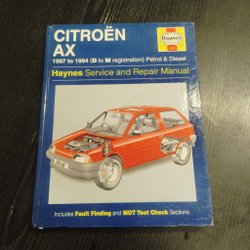 CITROËN
AX
Haynes
1987 to 1994 (D to M registration) Petrol & Diesel
Haynes Service and Repair Manual
Includes Fault Finding and MOT Test Check Sections